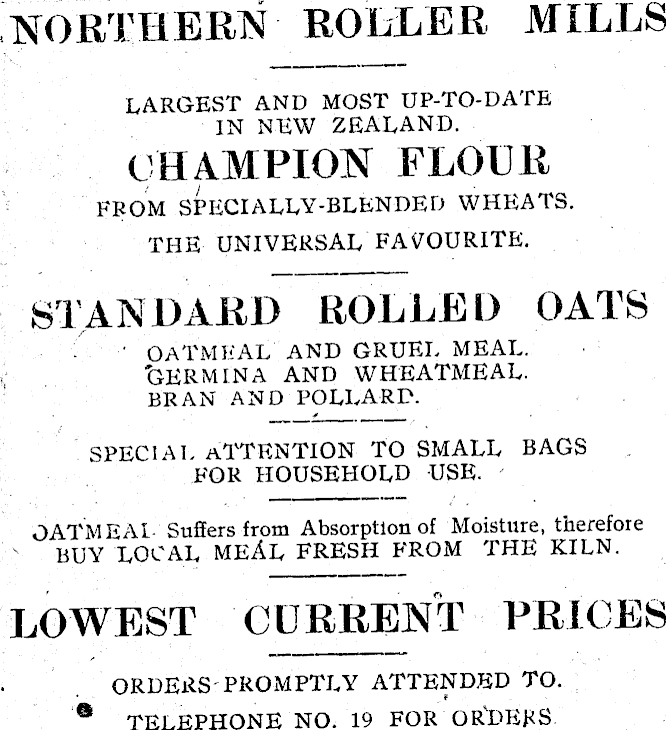 NORTHERN ROLLER MILLS
LARGEST AND MOST UP-TO-DATE
IN NEW ZEALAND.
CHAMPION FLOUR
FROM SPECIALLY-BLENDED WHEATS.
THE UNIVERSAL FAVOURITE.
STANDARD ROLLED OATS
OATMEAL AND GRUEL MEAL.
GERMINA AND WHEATMEAL.
BRAN AND POLLARD.
SPECIAL ATTENTION TO SMALL BAGS
FOR HOUSEHOLD USE.
OATMEAL Suffers from Absorption of Moisture, therefore
BUY LOCAL MEAL FRESH FROM THE KILN.
LOWEST CURRENT PRICES
ORDERS PROMPTLY ATTENDED TO.
TELEPHONE NO. 19 FOR ORDERS